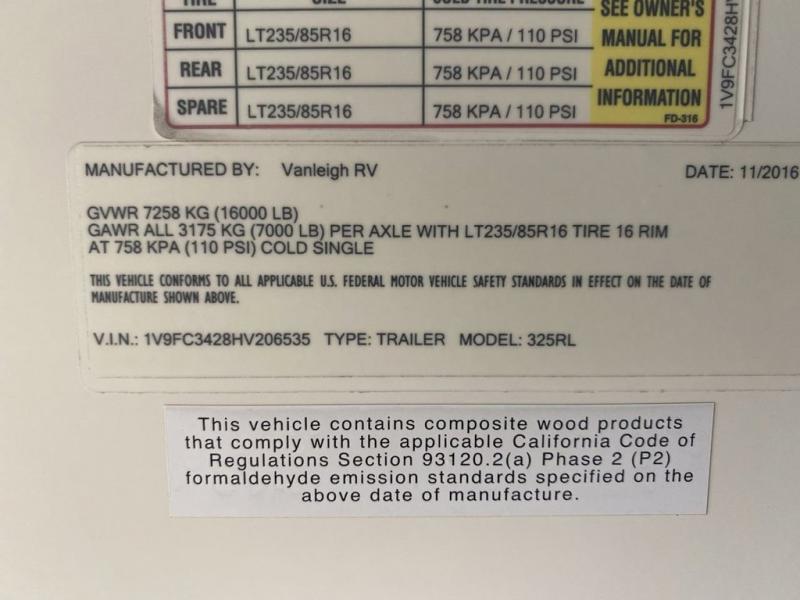 TIRE SIZE COLD TIRE PRESSURE
FRONT LT235/85R16 758 KPA / 110 PSI
REAR LT235/85R16 758 KPA / 110 PSI
SPARE LT235/85R16 758 KPA / 110 PSI
SEE OWNER'S
MANUAL FOR
ADDITIONAL
INFORMATION
FD-316
1V9FC3428H
MANUFACTURED BY: Vanleigh RV DATE: 11/2016
GVWR 7258 KG (16000 LB)
GAWR ALL 3175 KG (7000 LB) PER AXLE WITH LT235/85R16 TIRE 16 RIM
AT 758 KPA (110 PSI) COLD SINGLE
THIS VEHICLE CONFORMS TO ALL APPLICABLE U.S. FEDERAL MOTOR VEHICLE SAFETY STANDARDS IN EFFECT ON THE DATE OF
MANUFACTURE SHOWN ABOVE.
V.I.N.: 1V9FC3428HV206535 TYPE: TRAILER MODEL: 325RL
This vehicle contains composite wood products
that comply with the applicable California Code of
Regulations Section 93120.2(a) Phase 2 (P2)
formaldehyde emission standards specified on the
above date of manufacture.